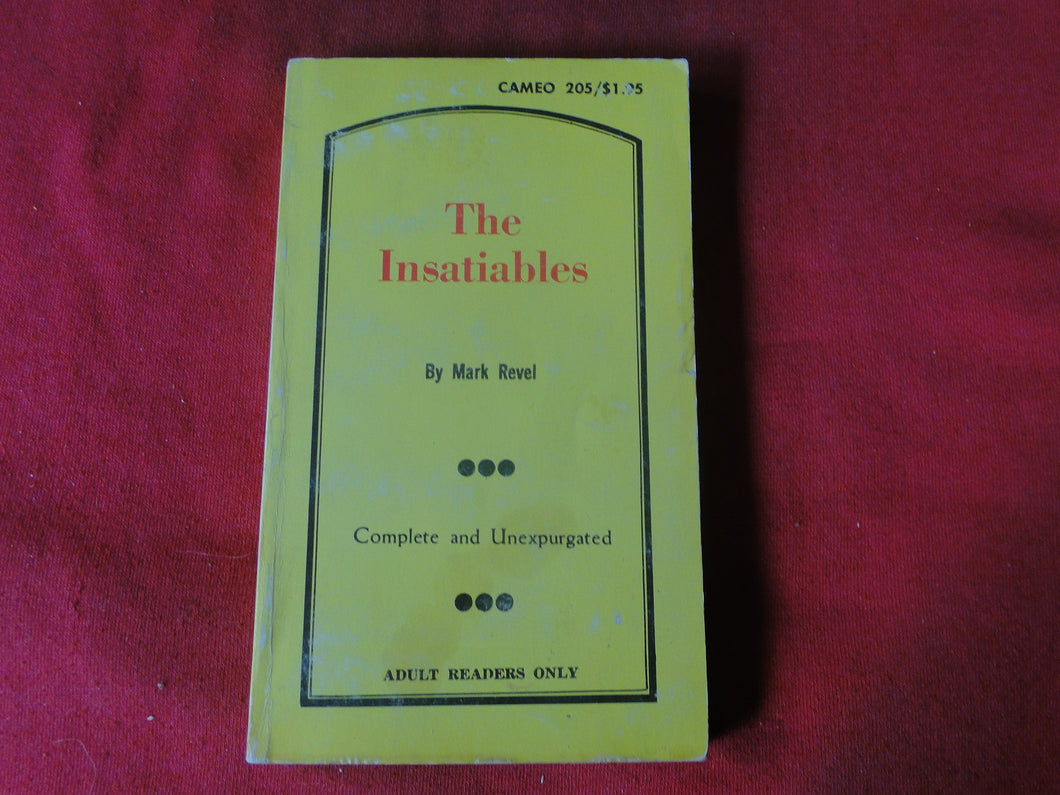 CAMEO 205/$1.95
The
Insatiables
By Mark Revel
Complete and Unexpurgated
ADULT READERS ONLY